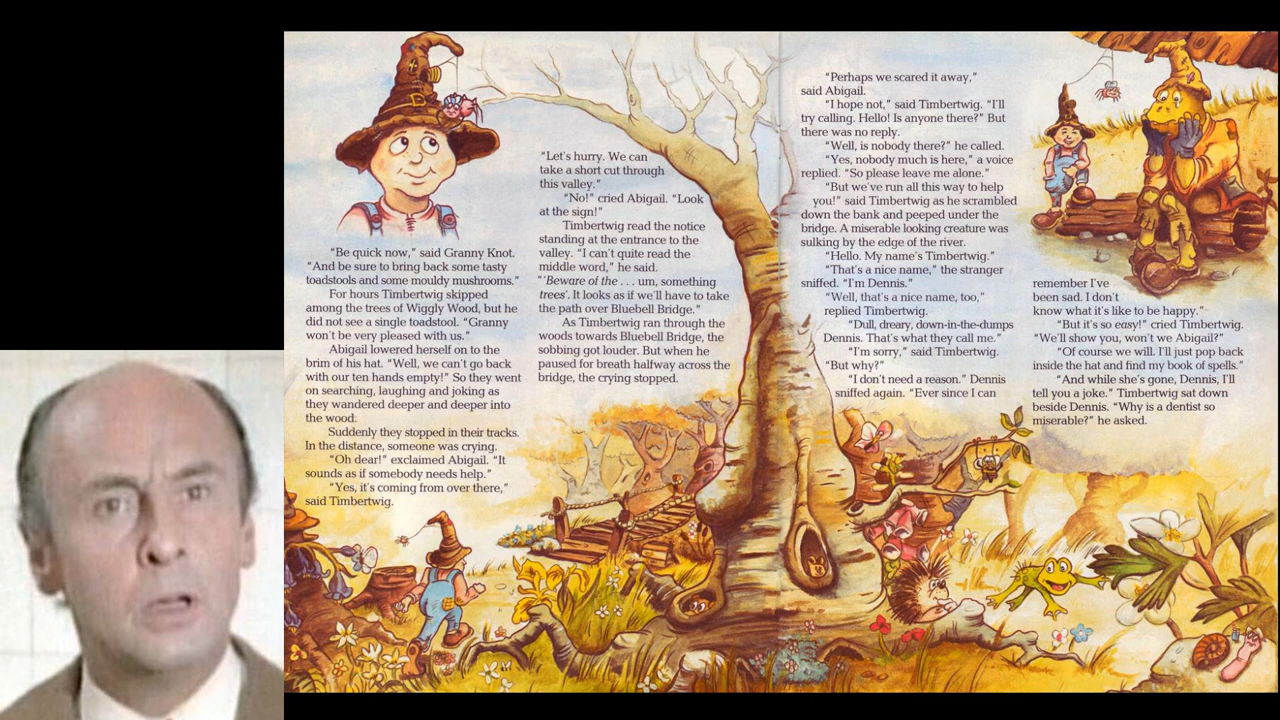 "Be quick now," said Granny Knot.
"And be sure to bring back some tasty
toadstools and some mouldy mushrooms."
For hours Timbertwig skipped
among the trees of Wiggly Wood, but he
did not see a single toadstool. "Granny
won't be very pleased with us."
Abigail lowered herself on to the
brim of his hat. "Well, we can't go back
with our ten hands empty!" So they went
on searching, laughing and joking as
they wandered deeper and deeper into
the wood.
Suddenly they stopped in their tracks.
In the distance, someone was crying.
"Oh dear!" exclaimed Abigail. "It
sounds as if somebody needs help."
"Yes, it's coming from over there,"
said Timbertwig.
"Let's hurry. We can
take a short cut through
this valley."
"No!" cried Abigail. "Look
at the sign!"
Timbertwig read the notice
standing at the entrance to the
valley. "I can't quite read the
middle word," he said.
"'Beware of the . . . um, something
trees'. It looks as if we'll have to take
the path over Bluebell Bridge."
As Timbertwig ran through the
woods towards Bluebell Bridge, the
sobbing got louder. But when he
paused for breath halfway across the
bridge, the crying stopped.
"Perhaps we scared it away,"
said Abigail.
"I hope not," said Timbertwig. "I'll
try calling. Hello! Is anyone there?" But
there was no reply.
"Well, is nobody there?" he called.
"Yes, nobody much is here," a voice
replied. "So please leave me alone."
"But we've run all this way to help
you!" said Timbertwig as he scrambled
down the bank and peeped under the
bridge. A miserable looking creature was
sulking by the edge of the river.
"Hello. My name's Timbertwig."
"That's a nice name," the stranger
sniffed. "I'm Dennis."
"Well, that's a nice name, too,"
replied Timbertwig.
"Dull, dreary, down-in-the-dumps
Dennis. That's what they call me."
"I'm sorry," said Timbertwig.
"But why?"
"I don't need a reason." Dennis
sniffed again. "Ever since I can
remember I've
been sad. I don't
know what it's like to be happy."
"But it's so easy!" cried Timbertwig.
"We'll show you, won't we Abigail?"
"Of course we will. I'll just pop back
inside the hat and find my book of spells."
"And while she's gone, Dennis, I'll
tell you a joke." Timbertwig sat down
beside Dennis. "Why is a dentist so
miserable?" he asked.